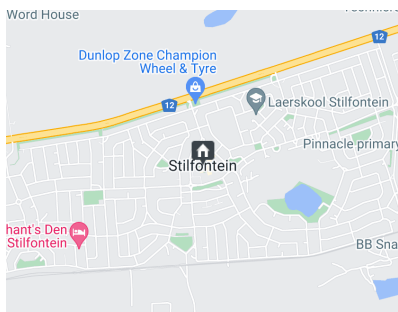 Word House
12
Dunlop Zone Champion
Wheel & Tyre
12
Laerskool Stilfontein
Pinnacle primary
Stilfontein
hant's Den
Stilfontein
BB Sna